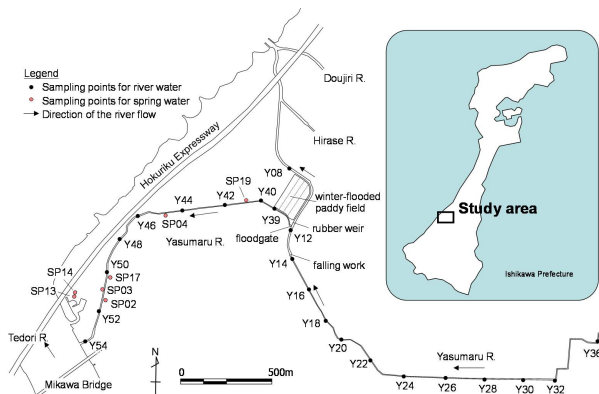 Legend
Sampling points for river water
Sampling points for spring water
Direction of the river flow
Hokuriku Expressway
Doujiri R.
Hirase R.
Y08
SP19
Y44
Y42
Y40
winter-flooded
paddy field
Y46
SP04
Y39
rubber weir
Yasumaru R.
floodgate
Y12
Y48
Y14
falling work
Y50
SP14
SP17
SP13
SP03
SP02
Y16
Y52
Y18
Tedori R.
Y54
Y20
Mikawa Bridge
N
0
500m
Y22
Y24
Y26
Y28
Y30
Y32
Y36
Yasumaru R.
Study area
Ishikawa Prefecture